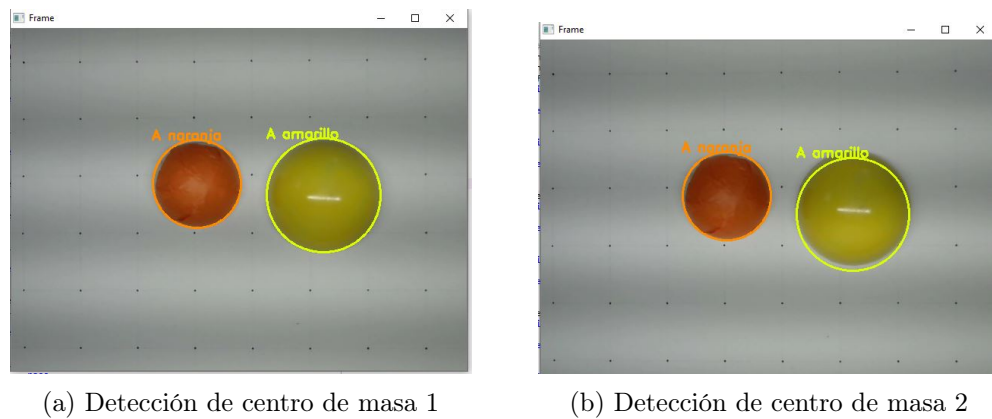 Frame
A naranja A amarillo
Frame
A naranja
A amarillo
(a) Detección de centro de masa 1
(b) Detección de centro de masa 2